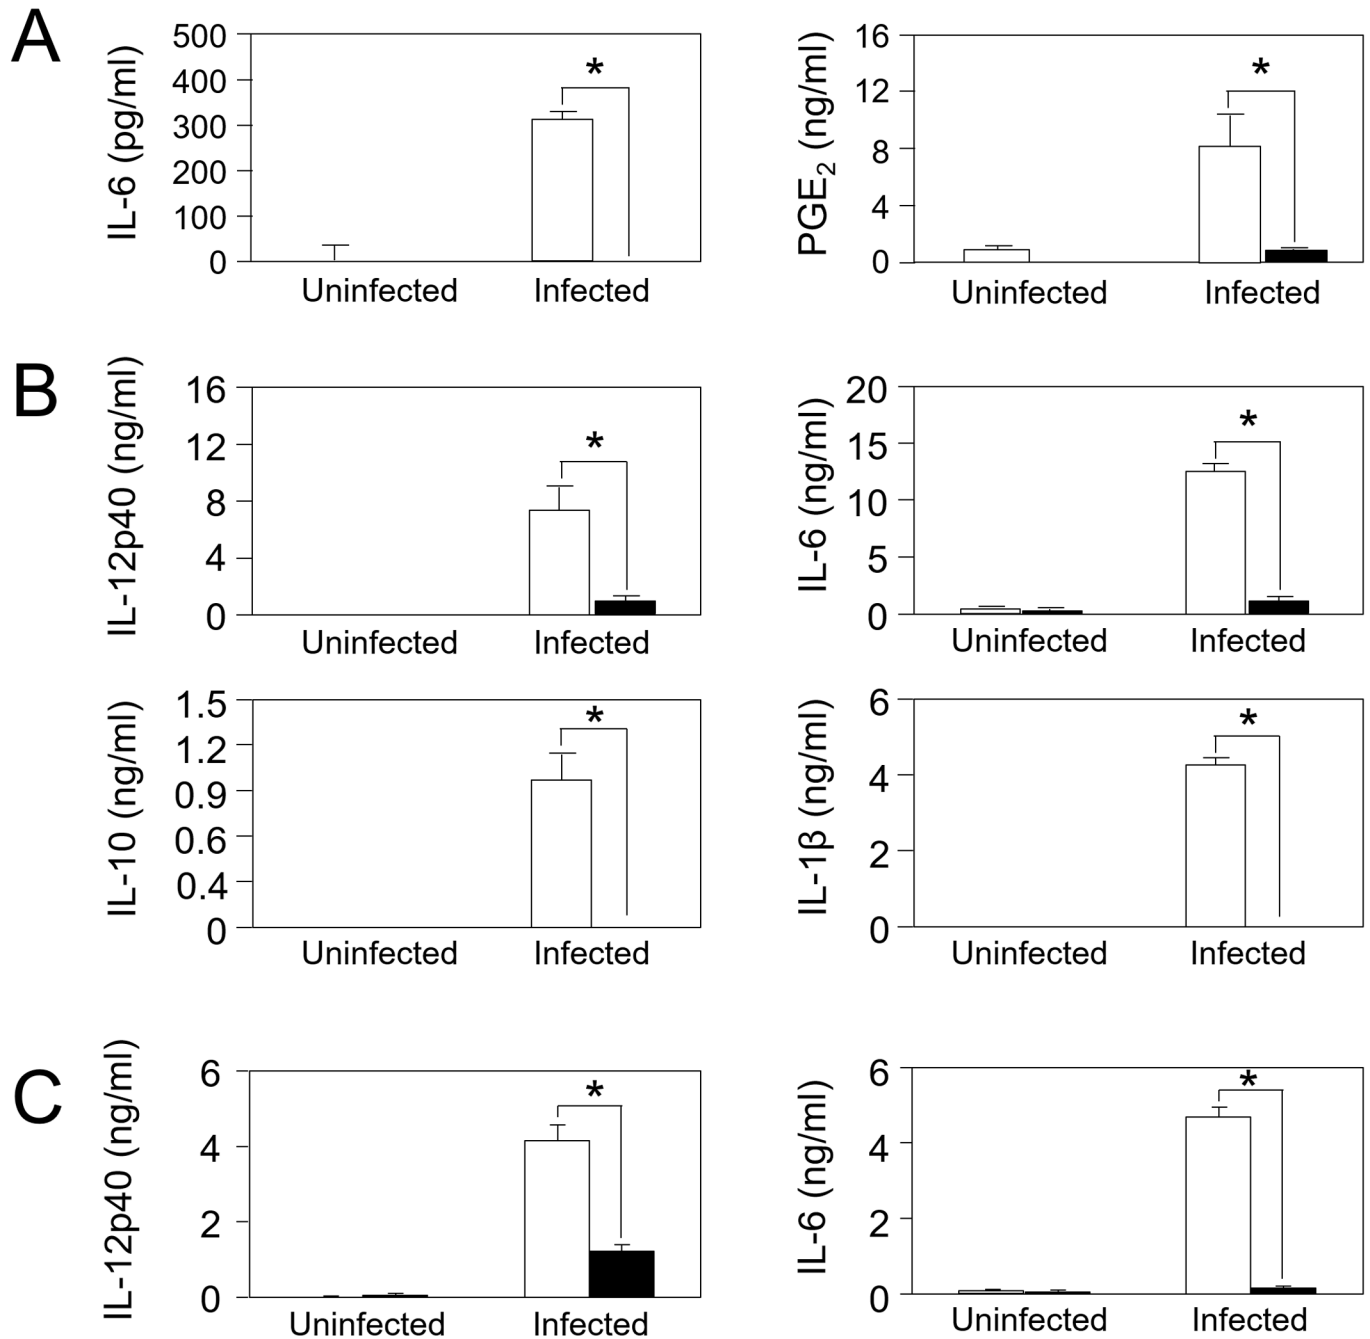 A
IL-6 (pg/ml)
500
400
300
200
100
0
*
Uninfected
Infected
PGE2 (ng/ml)
16
12
8
4
0
*
Uninfected
Infected
B
IL-12p40 (ng/ml)
16
12
8
4
0
*
Uninfected
Infected
IL-6 (ng/ml)
20
15
10
5
0
*
Uninfected
Infected
IL-10 (ng/ml)
1.5
1.2
0.9
0.6
0.4
0
*
Uninfected
Infected
IL-1β (ng/ml)
6
4
2
0
*
Uninfected
Infected
C
IL-12p40 (ng/ml)
6
4
2
0
*
Uninfected
Infected
IL-6 (ng/ml)
6
4
2
0
*
Uninfected
Infected